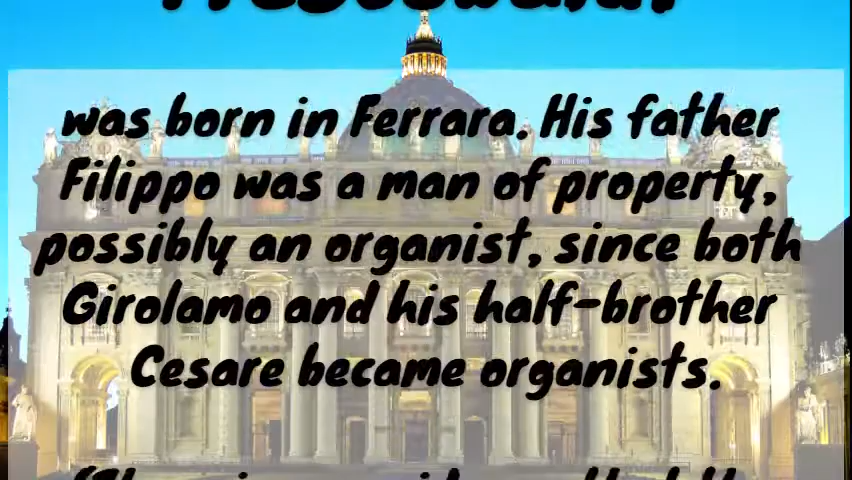 was born in Ferrara. His father
Filippo was a man of property,
possibly an organist, since both
Girolamo and his half-brother
Cesare became organists.